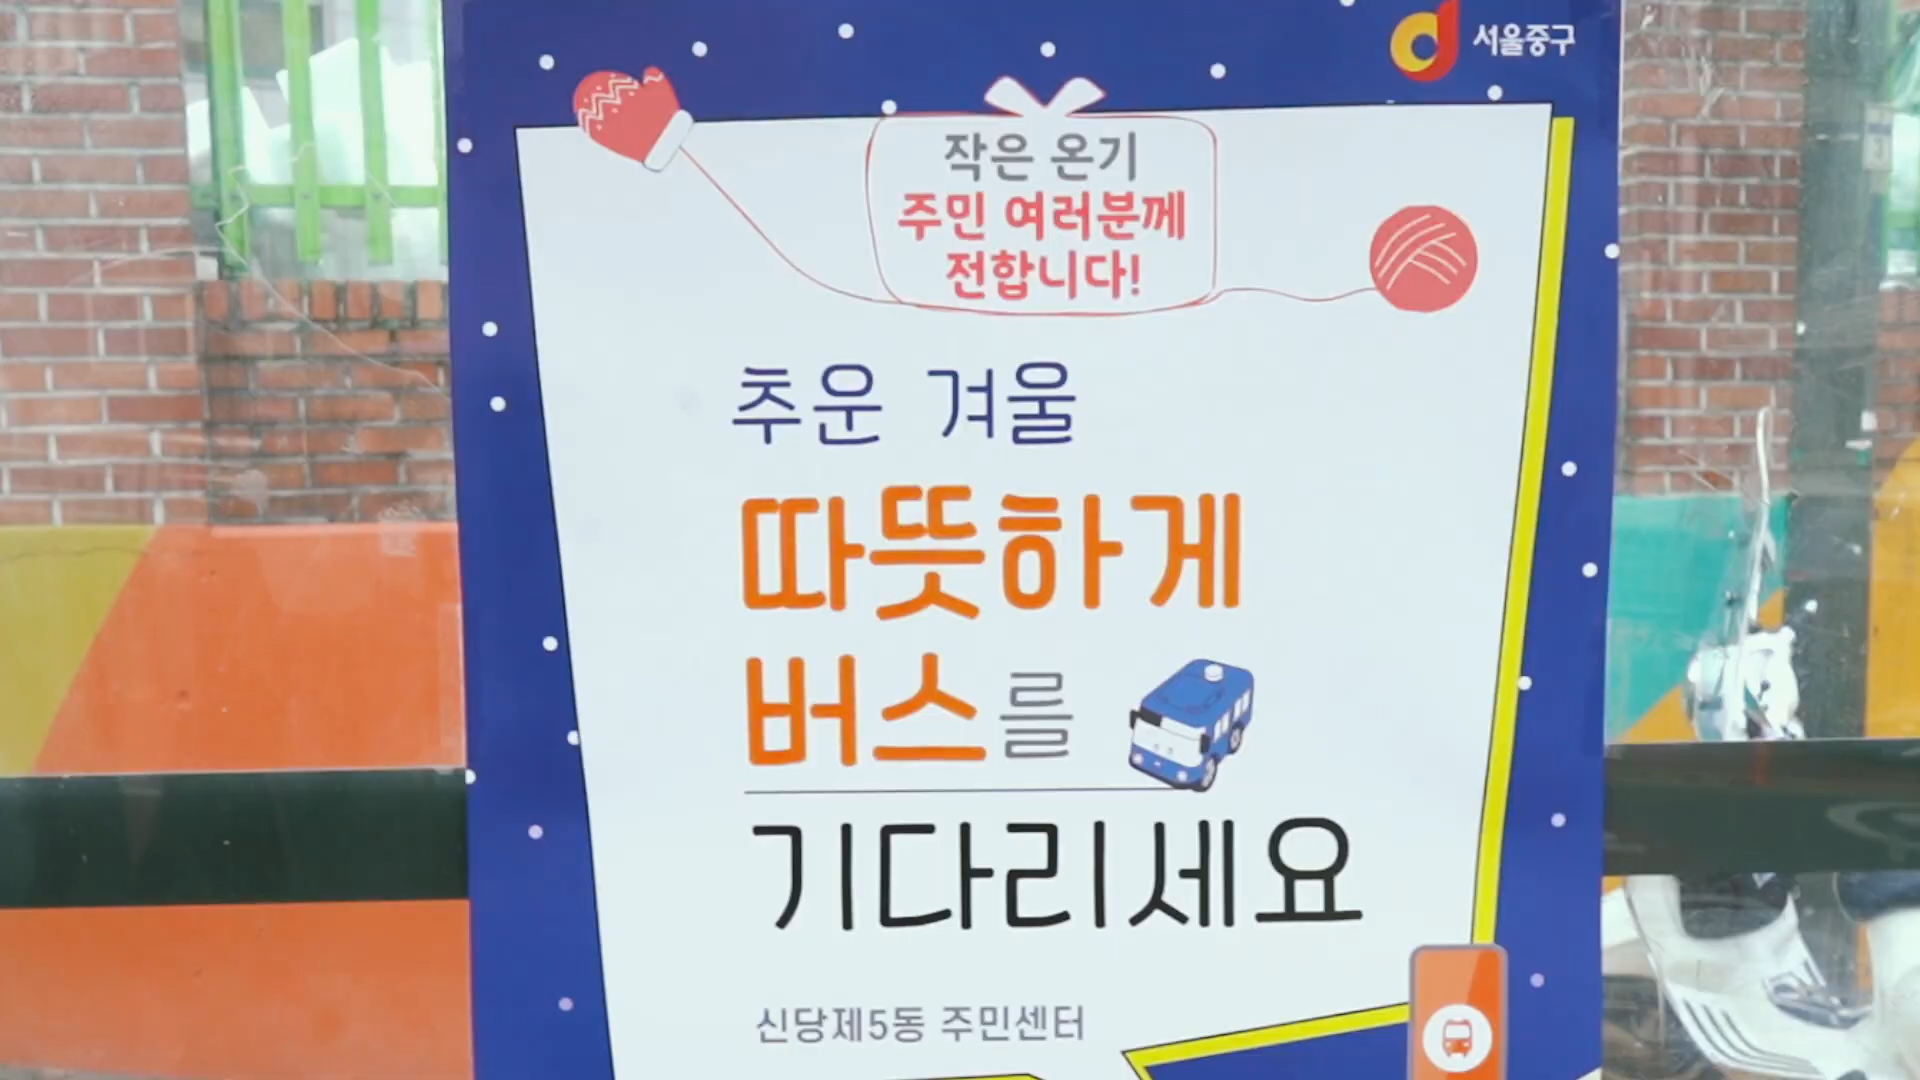 서울중구
작은 온기
주민 여러분께
전합니다!
추운 겨울
따뜻하게
버스를
기다리세요
신당제5동 주민센터